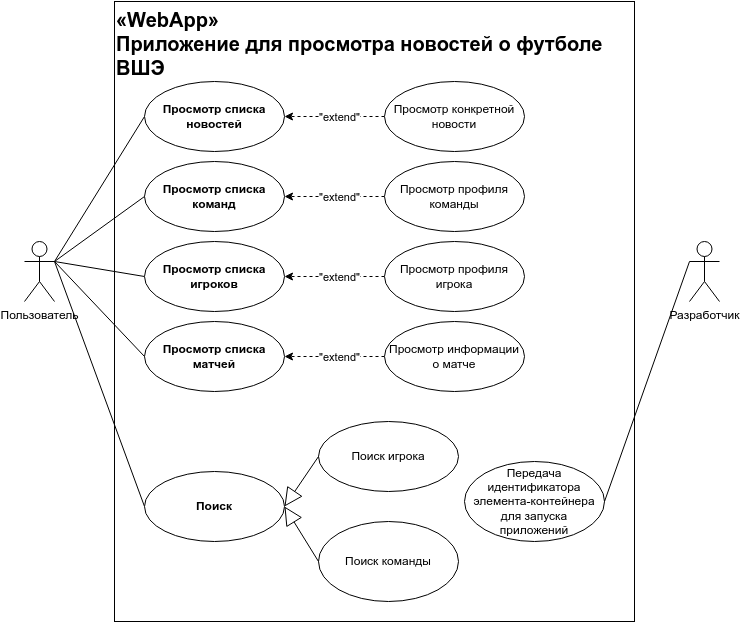 «WebApp»
Приложение для просмотра новостей о футболе
ВШЭ
Просмотр списка
новостей
"extend"
Просмотр конкретной
новости
Просмотр списка
команд
"extend"
Просмотр профиля
команды
Просмотр списка
игроков
"extend"
Просмотр профиля
игрока
Пользователь
Разработчик
Просмотр списка
матчей
"extend"
Просмотр информации
о матче
Поиск игрока
Поиск
Передача
идентификатора
элемента-контейнера
для запуска
приложений
Поиск команды